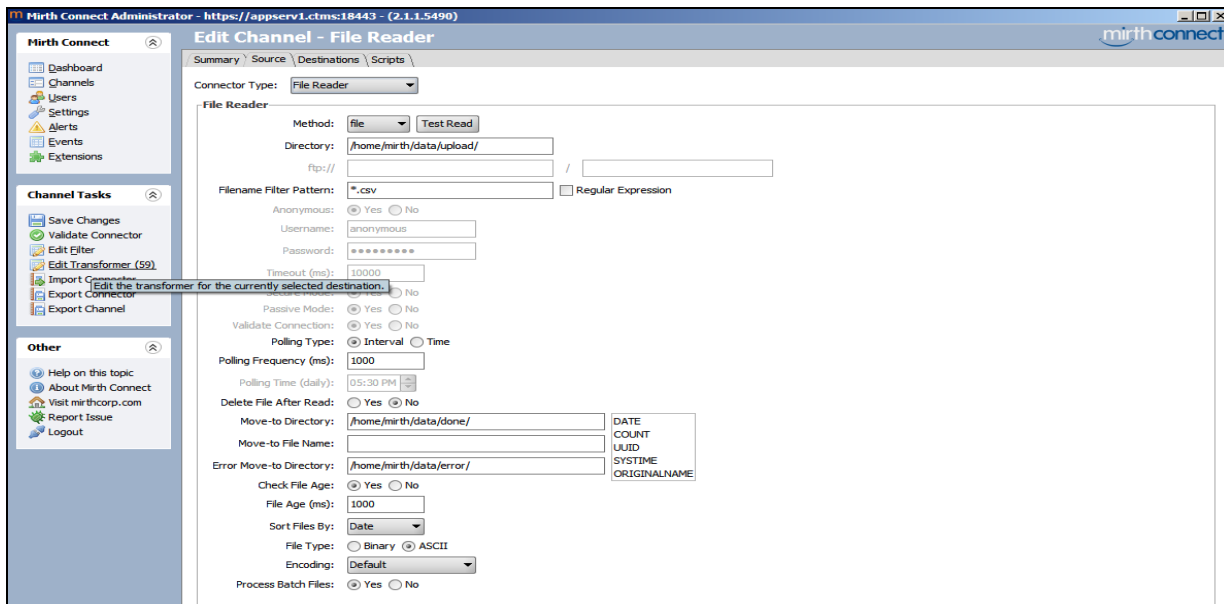 Mirth Connect Administrator - https://appserv1.ctms:18443 - (2.1.1.5490)
Mirth Connect
Dashboard
Channels
Users
Settings
Alerts
Events
Extensions
Channel Tasks
Save Changes
Validate Connector
Edit Filter
Edit Transformer (59)
Import Connector
Edit the transformer for the currently selected destination.
Export Connector
Export Channel
Other
Help on this topic
About Mirth Connect
Visit mirthcorp.com
Report Issue
Logout
Edit Channel - File Reader
mirthconnect
Summary Source Destinations Scripts
Connector Type: File Reader
File Reader
Method: file Test Read
Directory: /home/mirth/data/upload/
ftp:// /
Filename Filter Pattern: *.csv Regular Expression
Anonymous: Yes No
Username: anonymous
Password:
Timeout (ms): 10000
Secure Mode: Yes No
Passive Mode: Yes No
Validate Connection: Yes No
Polling Type: Interval Time
Polling Frequency (ms): 1000
Polling Time (daily): 05:30 PM
Delete File After Read: Yes No
Move-to Directory: /home/mirth/data/done/
Move-to File Name:
Error Move-to Directory: /home/mirth/data/error/
DATE
COUNT
UUID
SYSTIME
ORIGINALNAME
Check File Age: Yes No
File Age (ms): 1000
Sort Files By: Date
File Type: Binary ASCII
Encoding: Default
Process Batch Files: Yes No